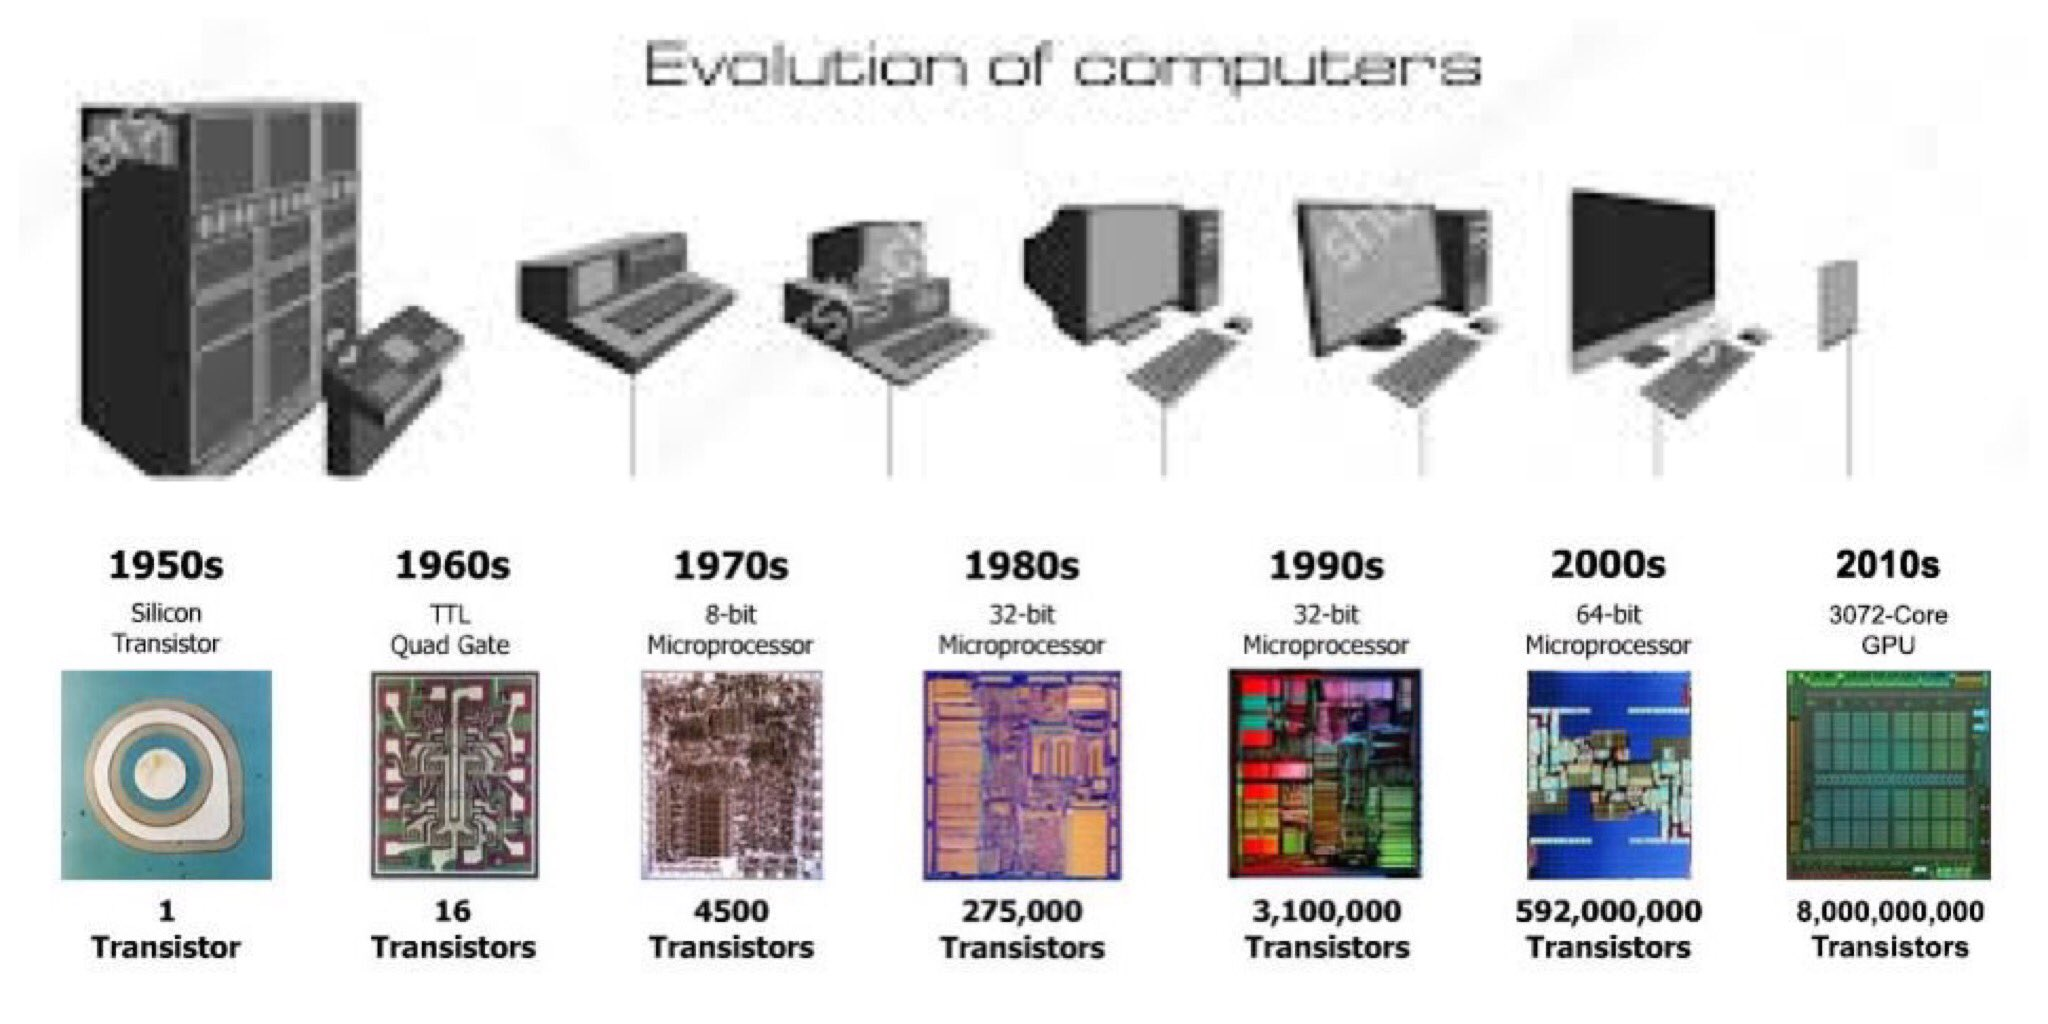 Evolution of computers
1950s
Silicon
Transistor
1
Transistor
1960s
TTL
Quad Gate
16
Transistors
1970s
8-bit
Microprocessor
4500
Transistors
1980s
32-bit
Microprocessor
275,000
Transistors
1990s
32-bit
Microprocessor
3,100,000
Transistors
2000s
64-bit
Microprocessor
592,000,000
Transistors
2010s
3072-Core
GPU
8,000,000,000
Transistors